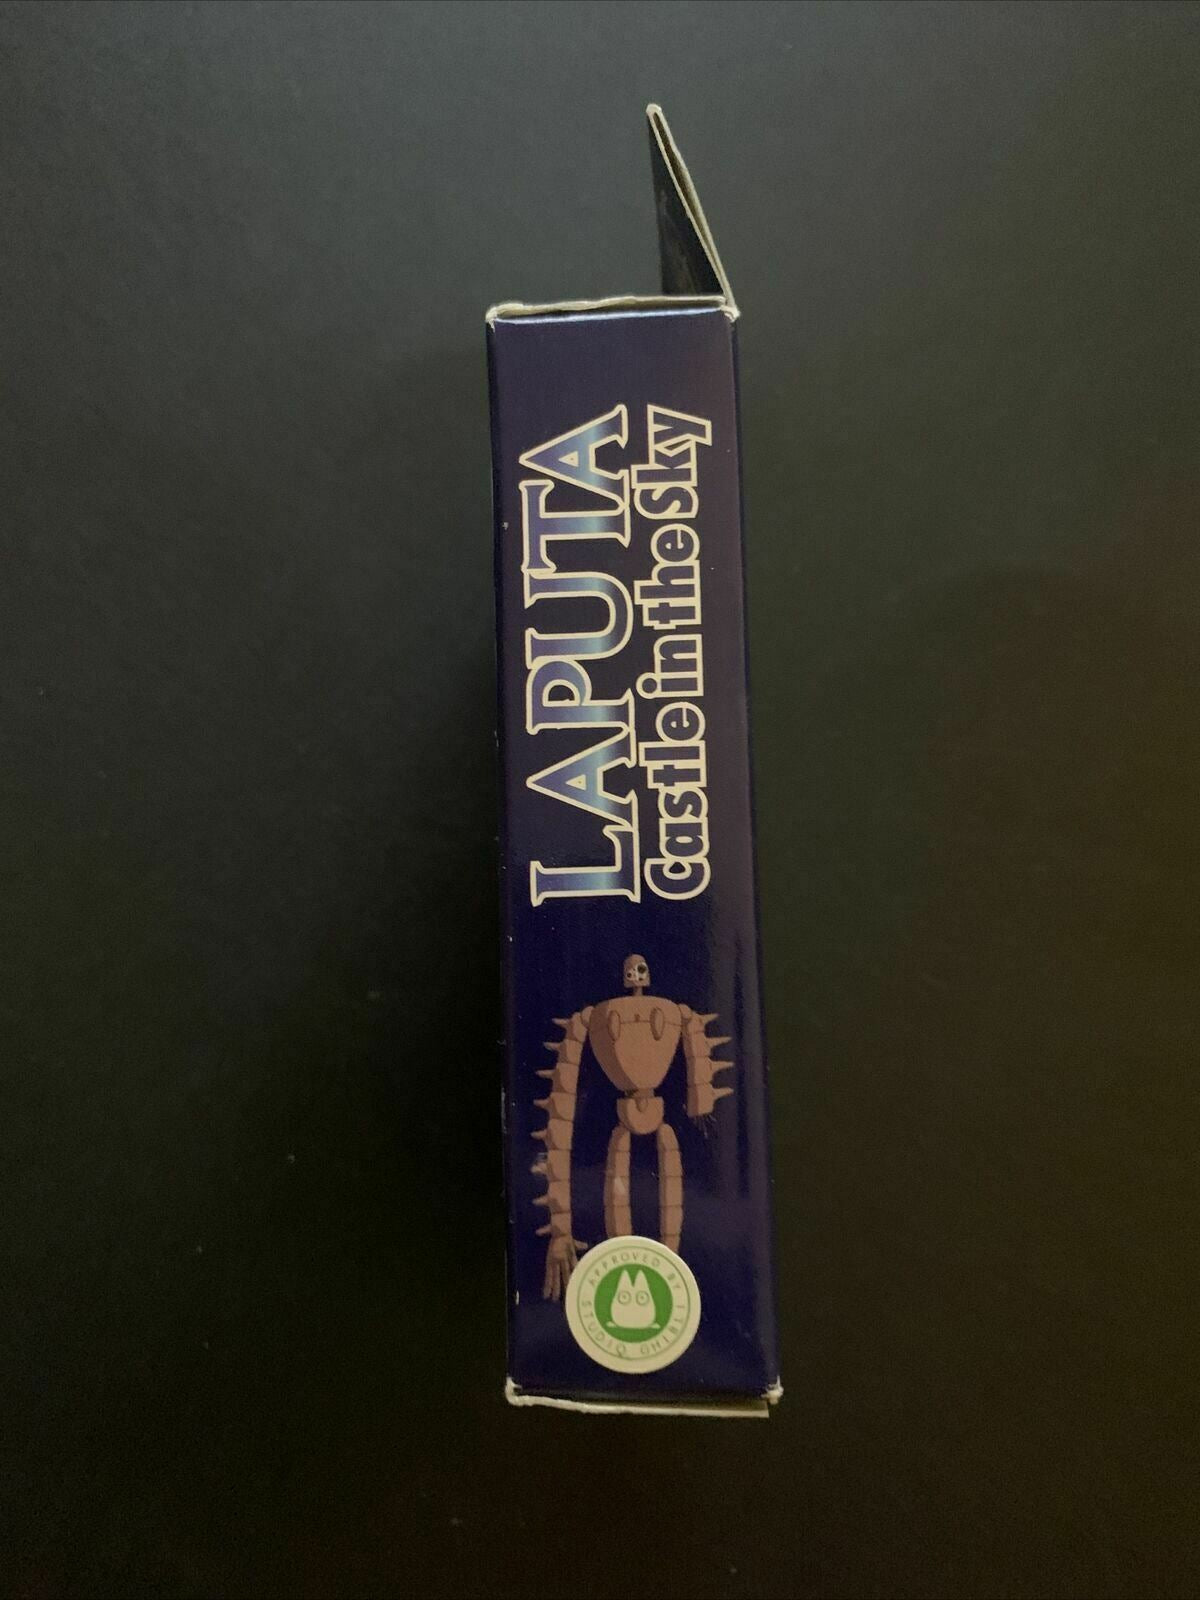 LAPUTA
Castle in the Sky
APPROVED BY
STUDIO GHIBLI